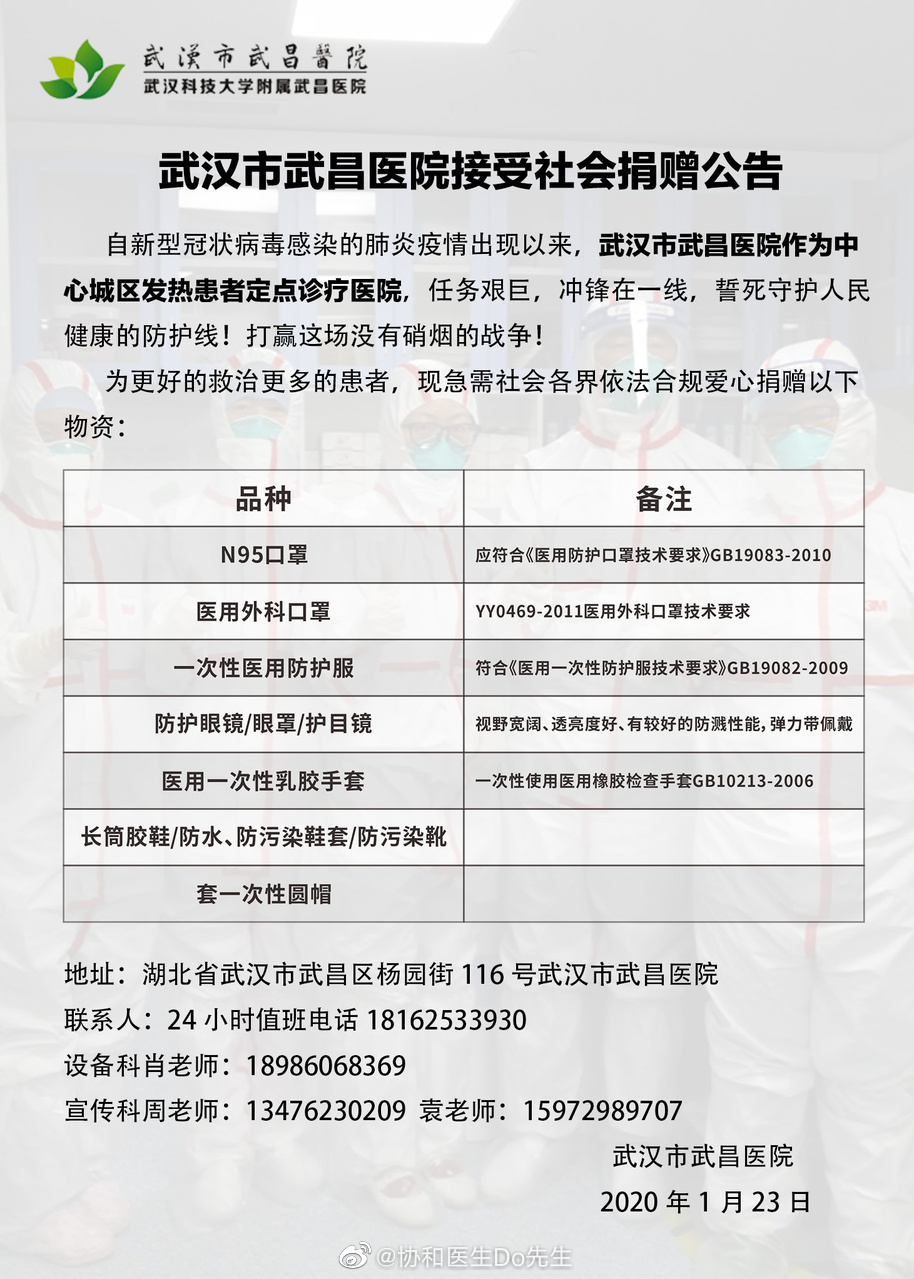 武漢市武昌醫院
武汉科技大学附属武昌医院
武汉市武昌医院接受社会捐赠公告
自新型冠状病毒感染的肺炎疫情出现以来，武汉市武昌医院作为中
心城区发热患者定点诊疗医院，任务艰巨，冲锋在一线，誓死守护人民
健康的防护线！打赢这场没有硝烟的战争！
为更好的救治更多的患者，现急需社会各界依法合规爱心捐赠以下
物资：
品种 备注
N95口罩 应符合《医用防护口罩技术要求》GB19083-2010
医用外科口罩 YY0469-2011医用外科口罩技术要求
一次性医用防护服 符合《医用一次性防护服技术要求》GB19082-2009
防护眼镜/眼罩/护目镜 视野宽阔、透亮度好、有较好的防溅性能，弹力带佩戴
医用一次性乳胶手套 一次性使用医用橡胶检查手套GB10213-2006
长筒胶鞋/防水、防污染鞋套/防污染靴
套一次性圆帽
地址：湖北省武汉市武昌区杨园街 116 号武汉市武昌医院
联系人：24 小时值班电话 18162533930
设备科肖老师：18986068369
宣传科周老师：13476230209 袁老师：15972989707
武汉市武昌医院
2020 年 1 月 23 日
@协和医生Do先生
3M